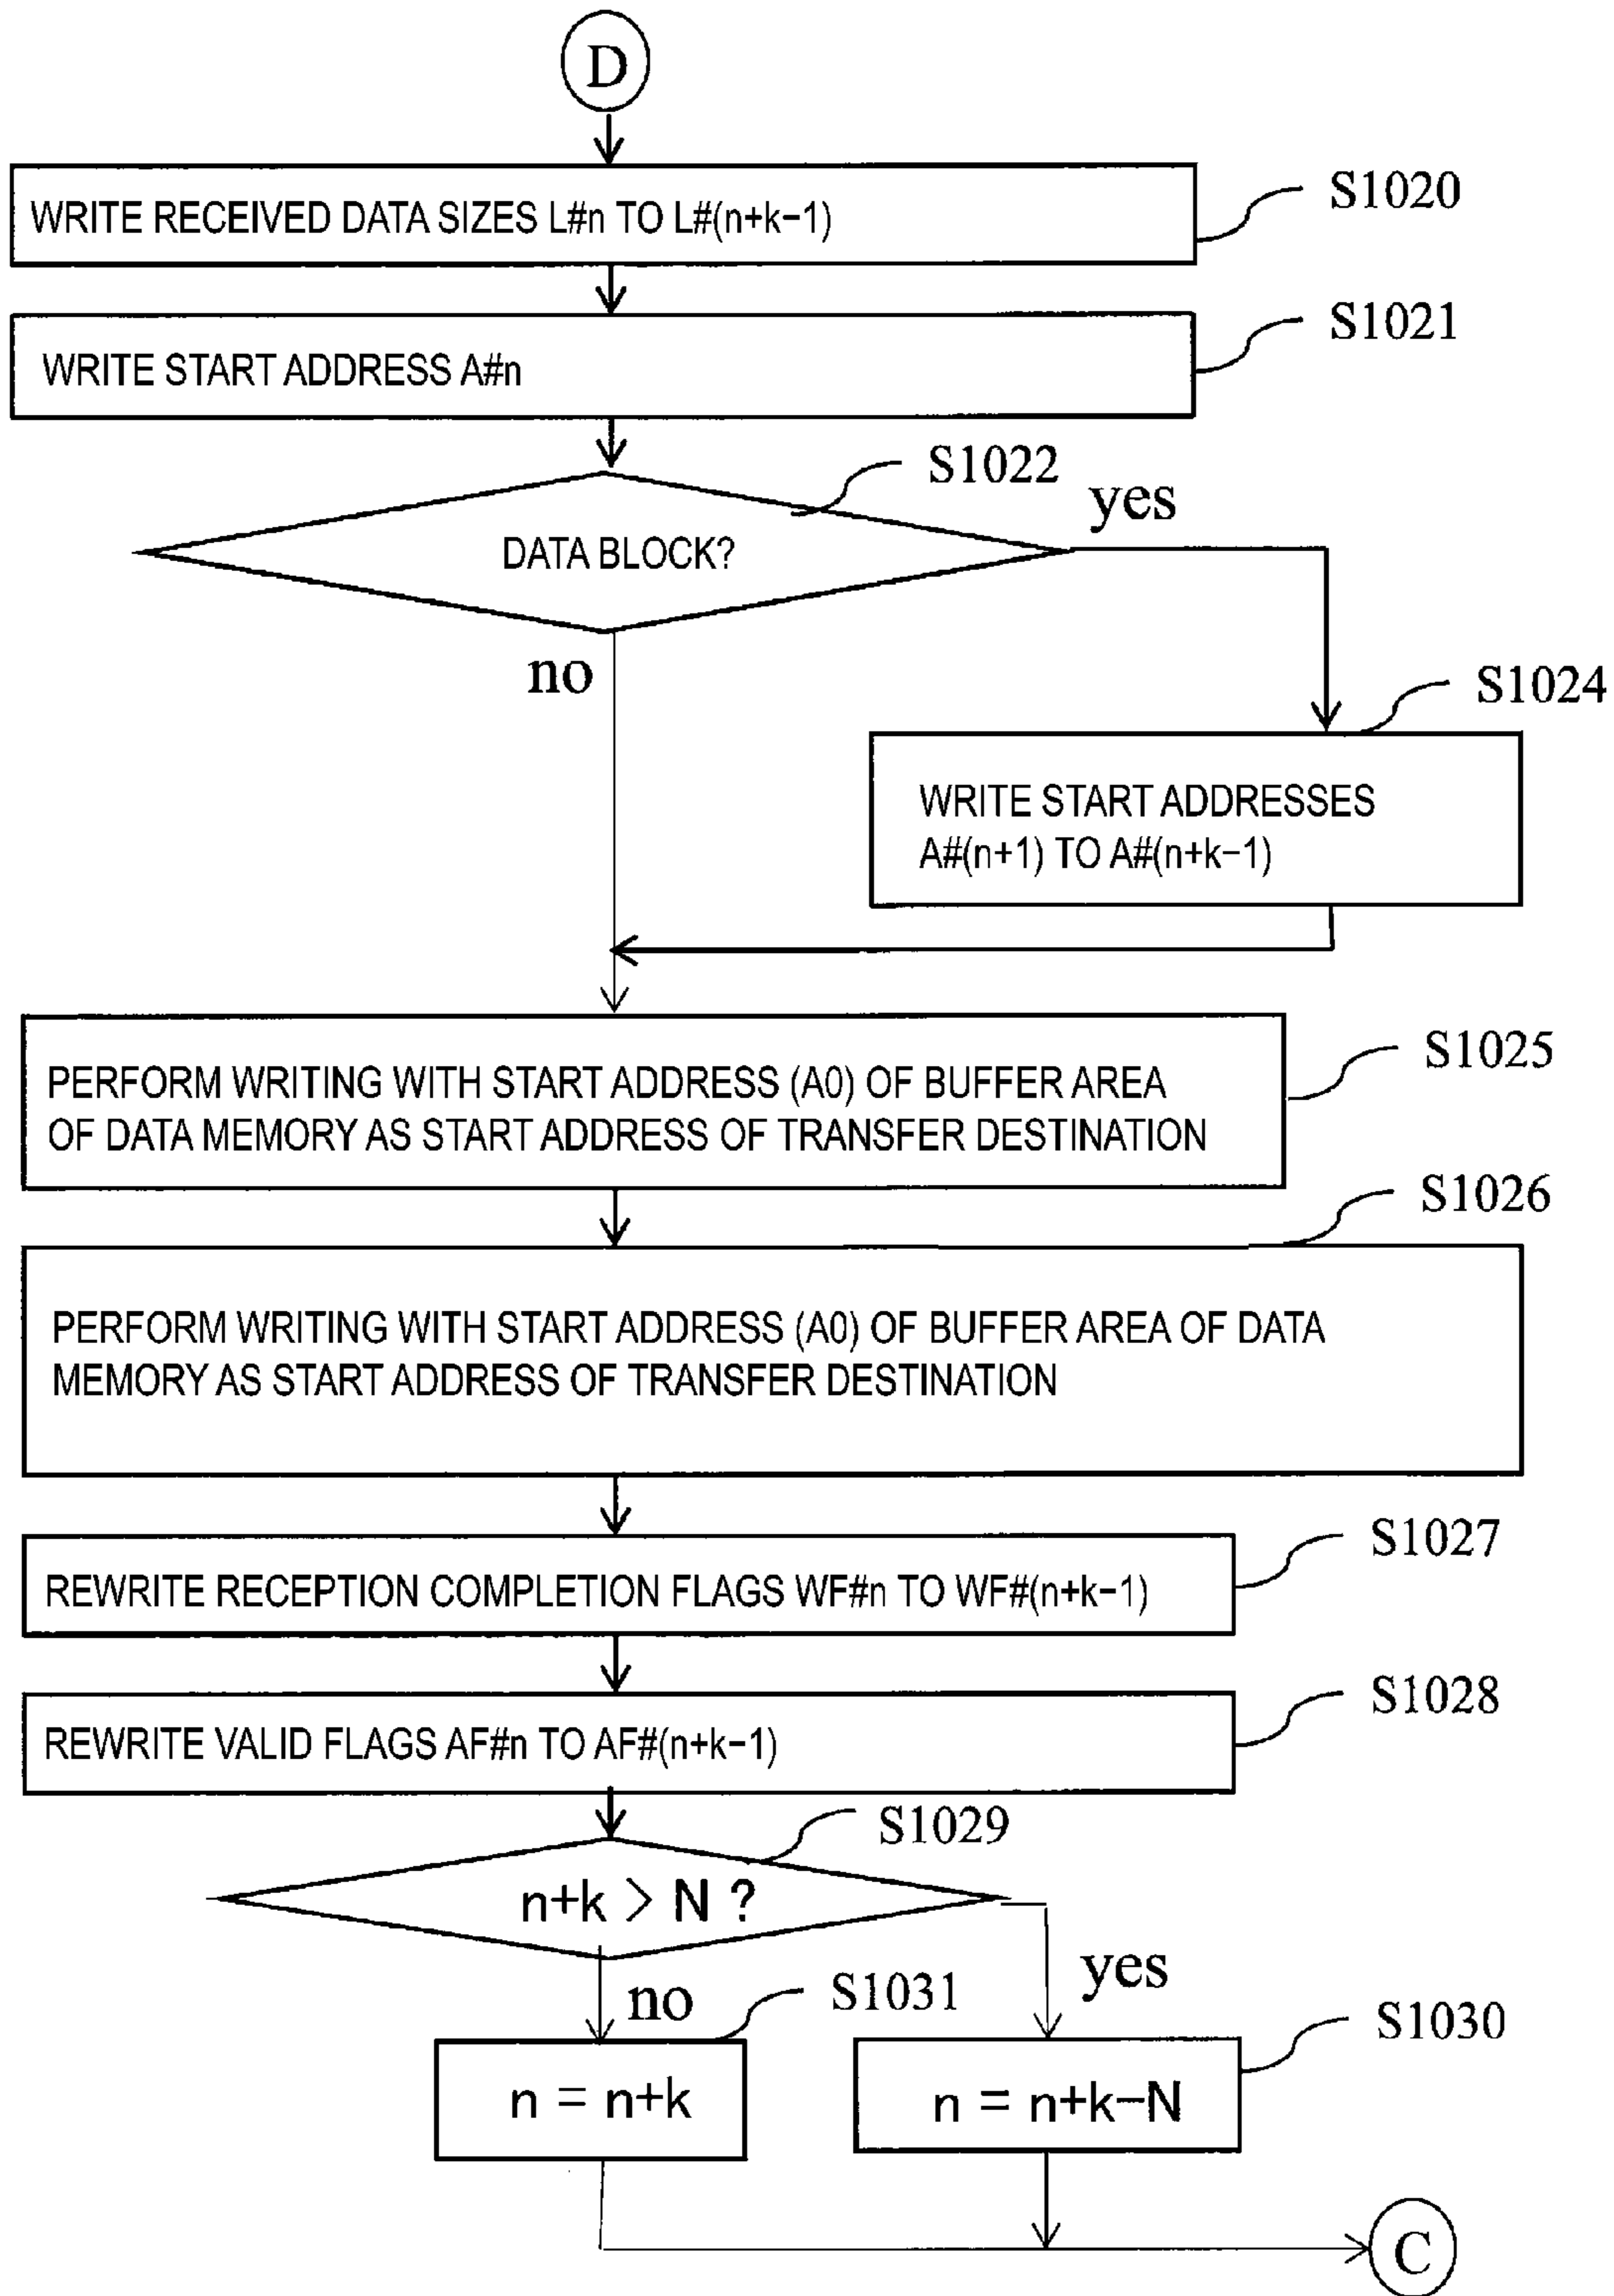 D
S1020
WRITE RECEIVED DATA SIZES L#n TO L#(n+k−1)
S1021
WRITE START ADDRESS A#n
S1022
yes
DATA BLOCK?
no
S1024
WRITE START ADDRESSES
A#(n+1) TO A#(n+k−1)
S1025
PERFORM WRITING WITH START ADDRESS (A0) OF BUFFER AREA
OF DATA MEMORY AS START ADDRESS OF TRANSFER DESTINATION
S1026
PERFORM WRITING WITH START ADDRESS (A0) OF BUFFER AREA OF DATA
MEMORY AS START ADDRESS OF TRANSFER DESTINATION
S1027
REWRITE RECEPTION COMPLETION FLAGS WF#n TO WF#(n+k−1)
S1028
REWRITE VALID FLAGS AF#n TO AF#(n+k−1)
S1029
n+k > N ?
yes
no
S1031
S1030
n = n+k
n = n+k−N
C